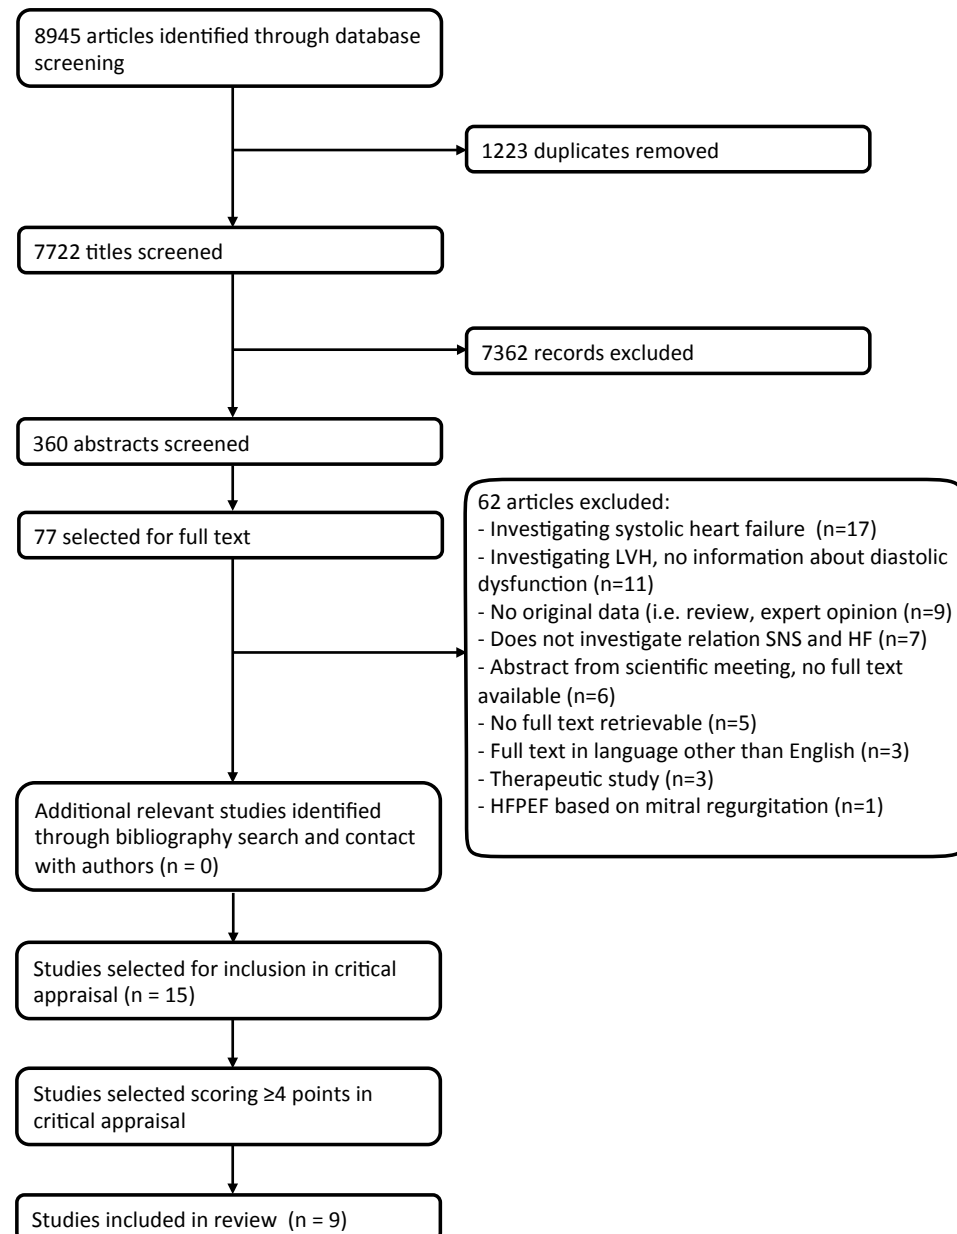 8945 articles identified through database
screening
1223 duplicates removed
7722 titles screened
7362 records excluded
360 abstracts screened
77 selected for full text
62 articles excluded:
- Investigating systolic heart failure  (n=17)
- Investigating LVH, no information about diastolic
dysfunction (n=11)
- No original data (i.e. review, expert opinion (n=9)
- Does not investigate relation SNS and HF (n=7)
- Abstract from scientific meeting, no full text
available (n=6)
- No full text retrievable (n=5)
- Full text in language other than English (n=3)
- Therapeutic study (n=3)
- HFPEF based on mitral regurgitation (n=1)
Additional relevant studies identified
through bibliography search and contact
with authors (n = 0)
Studies selected for inclusion in critical
appraisal (n = 15)
Studies selected scoring ≥4 points in
critical appraisal
Studies included in review  (n = 9)